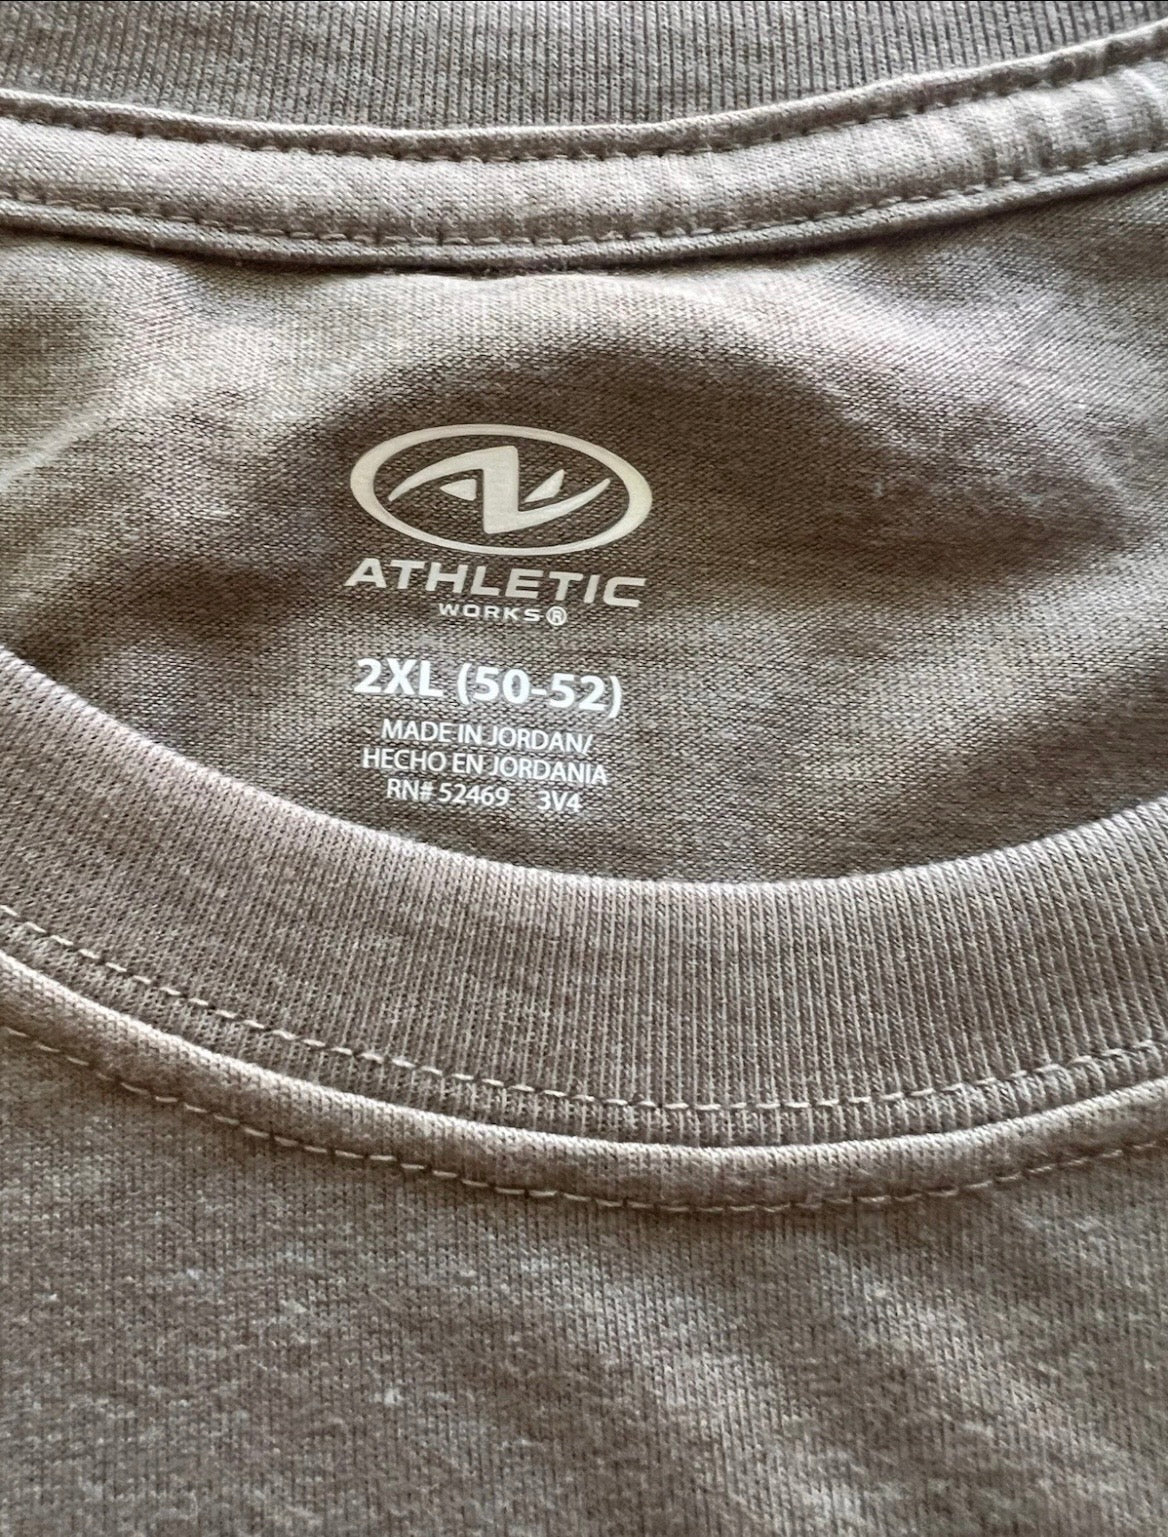 ATHLETIC
WORKS®
2XL (50-52)
MADE IN JORDAN/
HECHO EN JORDANIA
RN# 52469 3V4